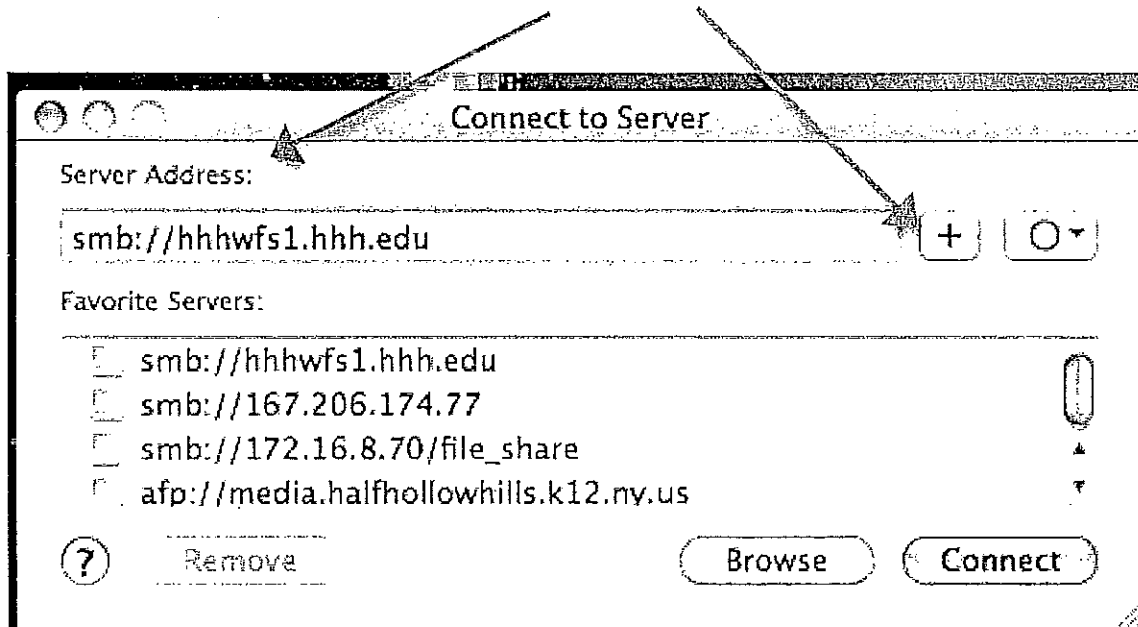 Connect to Server
Server Address:
smb://hhhwfs1.hhh.edu
+
Favorite Servers:
smb://hhhwfs1.hhh.edu
smb://167.206.174.77
smb://172.16.8.70/file_share
afp://media.halfhollowhills.k12.ny.us
? Remove Browse Connect